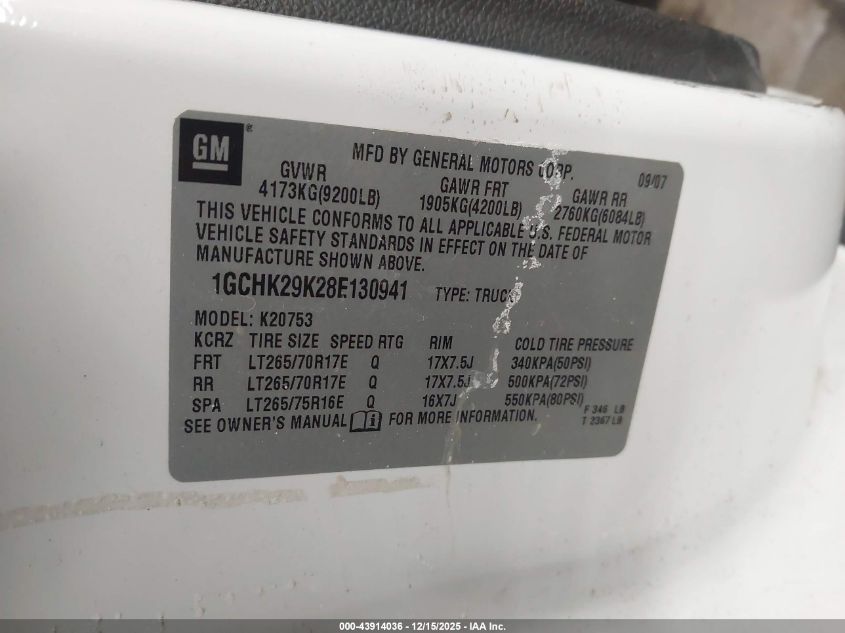 GM ®
MFD BY GENERAL MOTORS CORP. 09/07
GVWR GAWR FRT GAWR RR
4173KG(9200LB) 1905KG(4200LB) 2760KG(6084LB)
THIS VEHICLE CONFORMS TO ALL APPLICABLE U.S. FEDERAL MOTOR
VEHICLE SAFETY STANDARDS IN EFFECT ON THE DATE OF
MANUFACTURE SHOWN ABOVE.
1GCHK29K28E130941 TYPE: TRUCK
MODEL: K20753
KCRZ TIRE SIZE SPEED RTG RIM COLD TIRE PRESSURE
FRT LT265/70R17E Q 17X7.5J 340KPA(50PSI)
RR LT265/70R17E Q 17X7.5J 500KPA(72PSI)
SPA LT265/75R16E Q 16X7J 550KPA(80PSI)
SEE OWNER'S MANUAL i FOR MORE INFORMATION.
F 346 LB
T 2367 LB
000-43914036 - 12/15/2025 - IAA Inc.